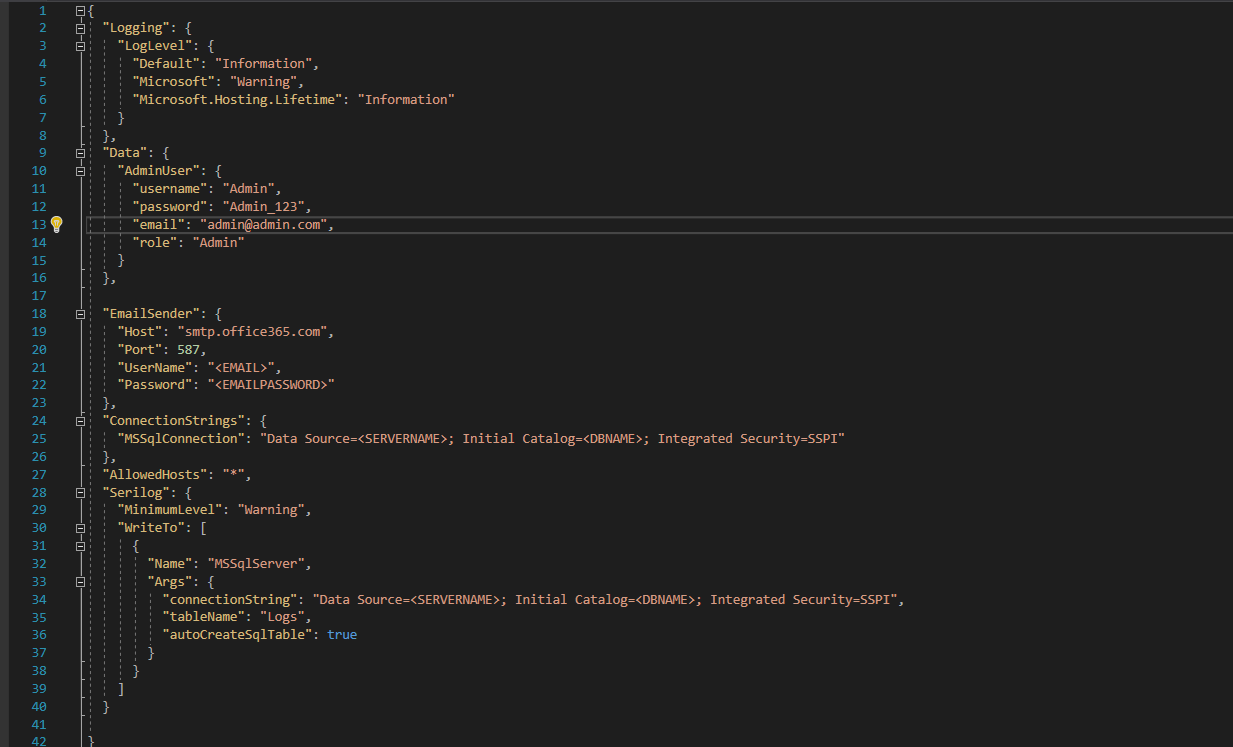 1 {
2   "Logging": {
3     "LogLevel": {
4       "Default": "Information",
5       "Microsoft": "Warning",
6       "Microsoft.Hosting.Lifetime": "Information"
7     }
8   },
9   "Data": {
10     "AdminUser": {
11       "username": "Admin",
12       "password": "Admin_123",
13       "email": "admin@admin.com",
14       "role": "Admin"
15     }
16   },
17
18   "EmailSender": {
19     "Host": "smtp.office365.com",
20     "Port": 587,
21     "UserName": "<EMAIL>",
22     "Password": "<EMAILPASSWORD>"
23   },
24   "ConnectionStrings": {
25     "MSSqlConnection": "Data Source=<SERVERNAME>; Initial Catalog=<DBNAME>; Integrated Security=SSPI"
26   },
27   "AllowedHosts": "*",
28   "Serilog": {
29     "MinimumLevel": "Warning",
30     "WriteTo": [
31       {
32         "Name": "MSSqlServer",
33         "Args": {
34           "connectionString": "Data Source=<SERVERNAME>; Initial Catalog=<DBNAME>; Integrated Security=SSPI",
35           "tableName": "Logs",
36           "autoCreateSqlTable": true
37         }
38       }
39     ]
40   }
41
42 }